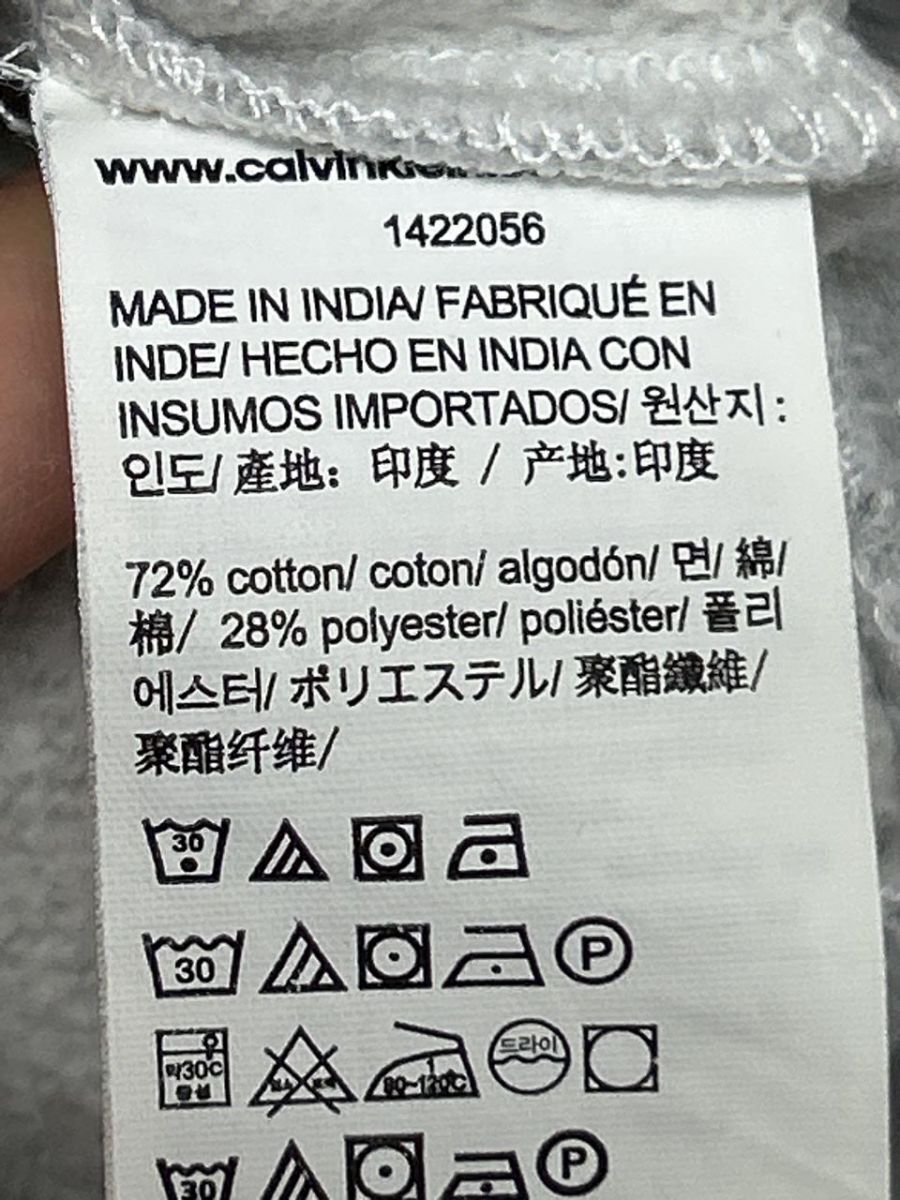 www.calvinklein
1422056
MADE IN INDIA/ FABRIQUÉ EN
INDE/ HECHO EN INDIA CON
INSUMOS IMPORTADOS/ 원산지:
인도/ 產地: 印度 / 产地:印度
72% cotton/ coton/ algodón/ 면/ 綿/
棉/ 28% polyester/ poliéster/ 폴리
에스터/ ポリエステル/ 聚酯纖維/
聚酯纤维/
30
30 P
약30℃ 80~120℃ 드라이
중성
30 P